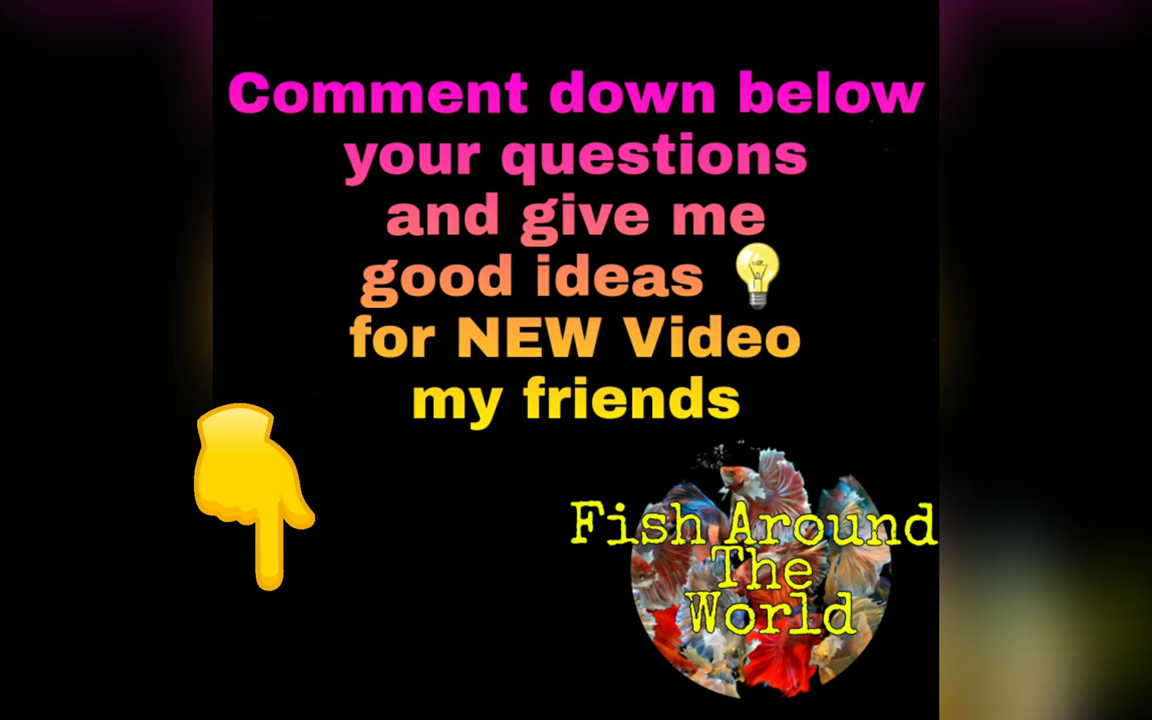 Comment down below
your questions
and give me
good ideas 💡
for NEW Video
my friends
Fish Around
The
World